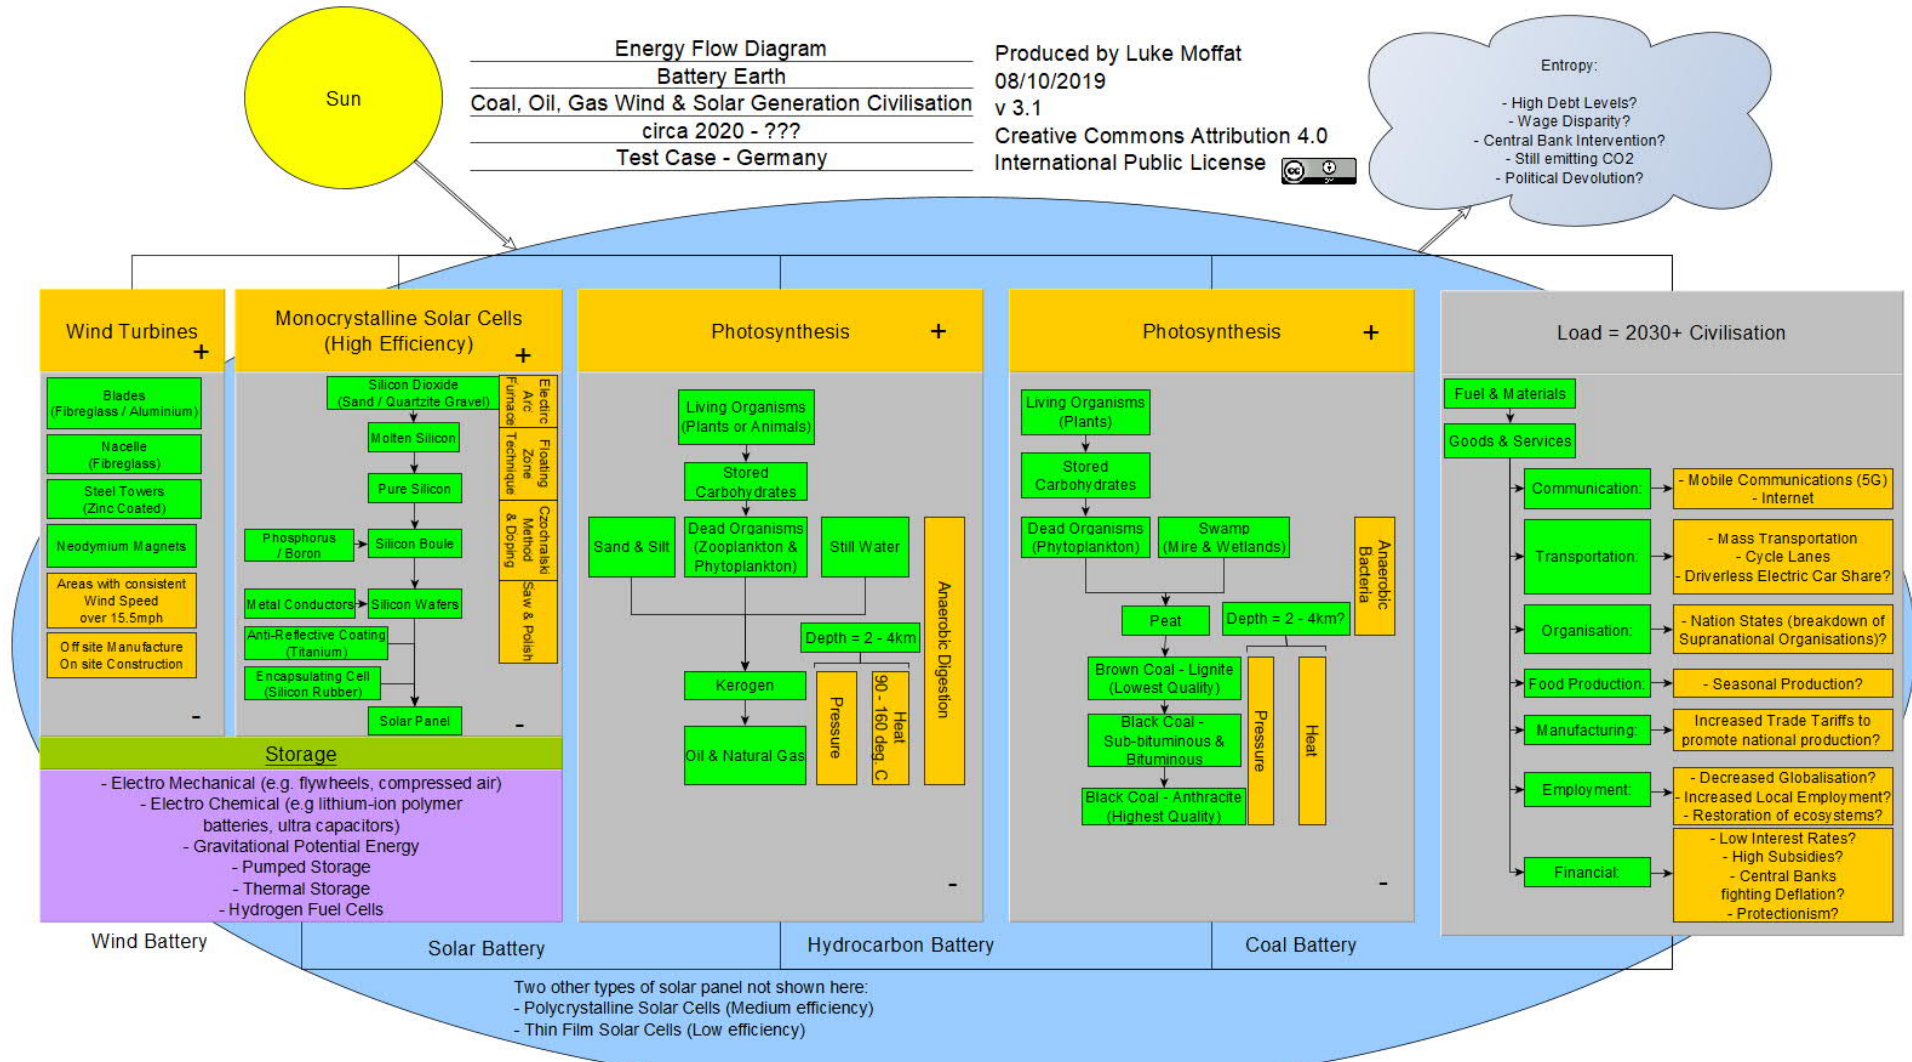 Sun
Energy Flow Diagram
Battery Earth
Coal, Oil, Gas Wind & Solar Generation Civilisation
circa 2020 - ???
Test Case - Germany
Produced by Luke Moffat
08/10/2019
v 3.1
Creative Commons Attribution 4.0
International Public License
cc
Entropy:
- High Debt Levels?
- Wage Disparity?
- Central Bank Intervention?
- Still emitting CO2
- Political Devolution?
Wind Turbines
+
Blades
(Fibreglass / Aluminium)
Nacelle
(Fibreglass)
Steel Towers
(Zinc Coated)
Neodymium Magnets
Areas with consistent
Wind Speed
over 15.5mph
Off site Manufacture
On site Construction
-
Monocrystalline Solar Cells
(High Efficiency)
+
Silicon Dioxide
(Sand / Quartzite Gravel)
Molten Silicon
Pure Silicon
Phosphorus
/ Boron
Silicon Boule
Metal Conductors
Silicon Wafers
Anti-Reflective Coating
(Titanium)
Encapsulating Cell
(Silicon Rubber)
Solar Panel
Electirc
Arc
Furnace
Floating
Zone
Technique
Czochralski
Method
& Doping
Saw & Polish
-
Storage
- Electro Mechanical (e.g. flywheels, compressed air)
- Electro Chemical (e.g lithium-ion polymer
batteries, ultra capacitors)
- Gravitational Potential Energy
- Pumped Storage
- Thermal Storage
- Hydrogen Fuel Cells
Photosynthesis
+
Living Organisms
(Plants or Animals)
Stored
Carbohydrates
Sand & Silt
Dead Organisms
(Zooplankton &
Phytoplankton)
Still Water
Depth = 2 - 4km
Kerogen
Oil & Natural Gas
Pressure
Heat
90 - 160 deg. C
Anaerobic Digestion
-
Photosynthesis
+
Living Organisms
(Plants)
Stored
Carbohydrates
Dead Organisms
(Phytoplankton)
Swamp
(Mire & Wetlands)
Anaerobic
Bacteria
Peat
Depth = 2 - 4km?
Brown Coal - Lignite
(Lowest Quality)
Black Coal -
Sub-bituminous &
Bituminous
Black Coal - Anthracite
(Highest Quality)
Pressure
Heat
-
Load = 2030+ Civilisation
Fuel & Materials
Goods & Services
Communication:
- Mobile Communications (5G)
- Internet
Transportation:
- Mass Transportation
- Cycle Lanes
- Driverless Electric Car Share?
Organisation:
- Nation States (breakdown of
Supranational Organisations)?
Food Production:
- Seasonal Production?
Manufacturing:
Increased Trade Tariffs to
promote national production?
Employment:
- Decreased Globalisation?
- Increased Local Employment?
- Restoration of ecosystems?
Financial:
- Low Interest Rates?
- High Subsidies?
- Central Banks
fighting Deflation?
- Protectionism?
Wind Battery
Solar Battery
Hydrocarbon Battery
Coal Battery
Two other types of solar panel not shown here:
- Polycrystalline Solar Cells (Medium efficiency)
- Thin Film Solar Cells (Low efficiency)